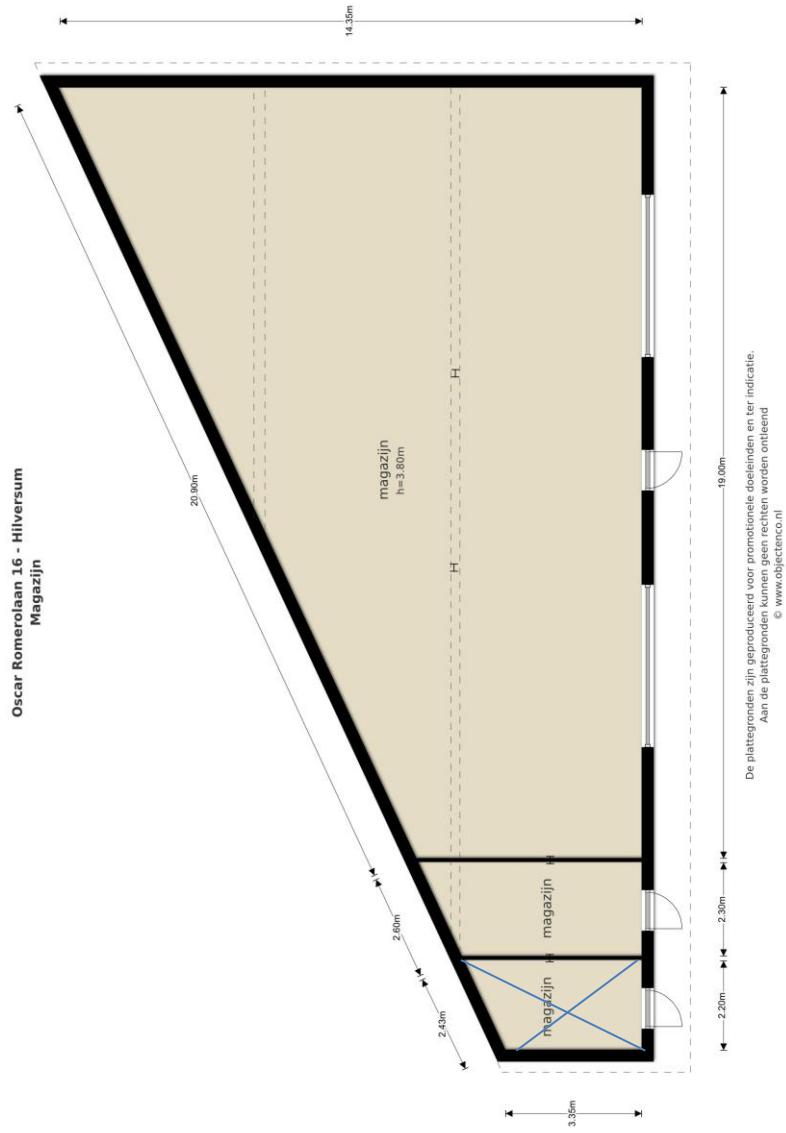 Oscar Romerolaan 16 - Hilversum
Magazijn
14.35m
20.90m
2.60m
2.43m
magazijn
h=3.80m
H
H
magazijn
H
magazijn
H
19.00m
2.30m
2.20m
3.35m
De plattegronden zijn geproduceerd voor promotionele doeleinden en ter indicatie.
Aan de plattegronden kunnen geen rechten worden ontleend
© www.objectenco.nl